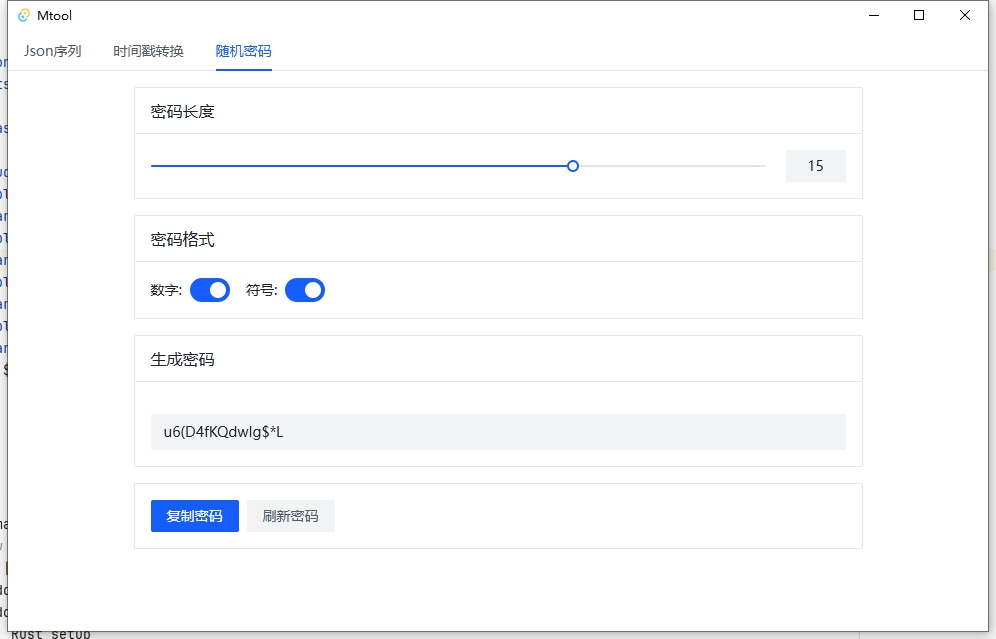 Mtool
Json序列 时间戳转换 随机密码
密码长度
15
密码格式
数字: 符号:
生成密码
u6(D4fKQdwIg$*L
复制密码 刷新密码
Rust setup